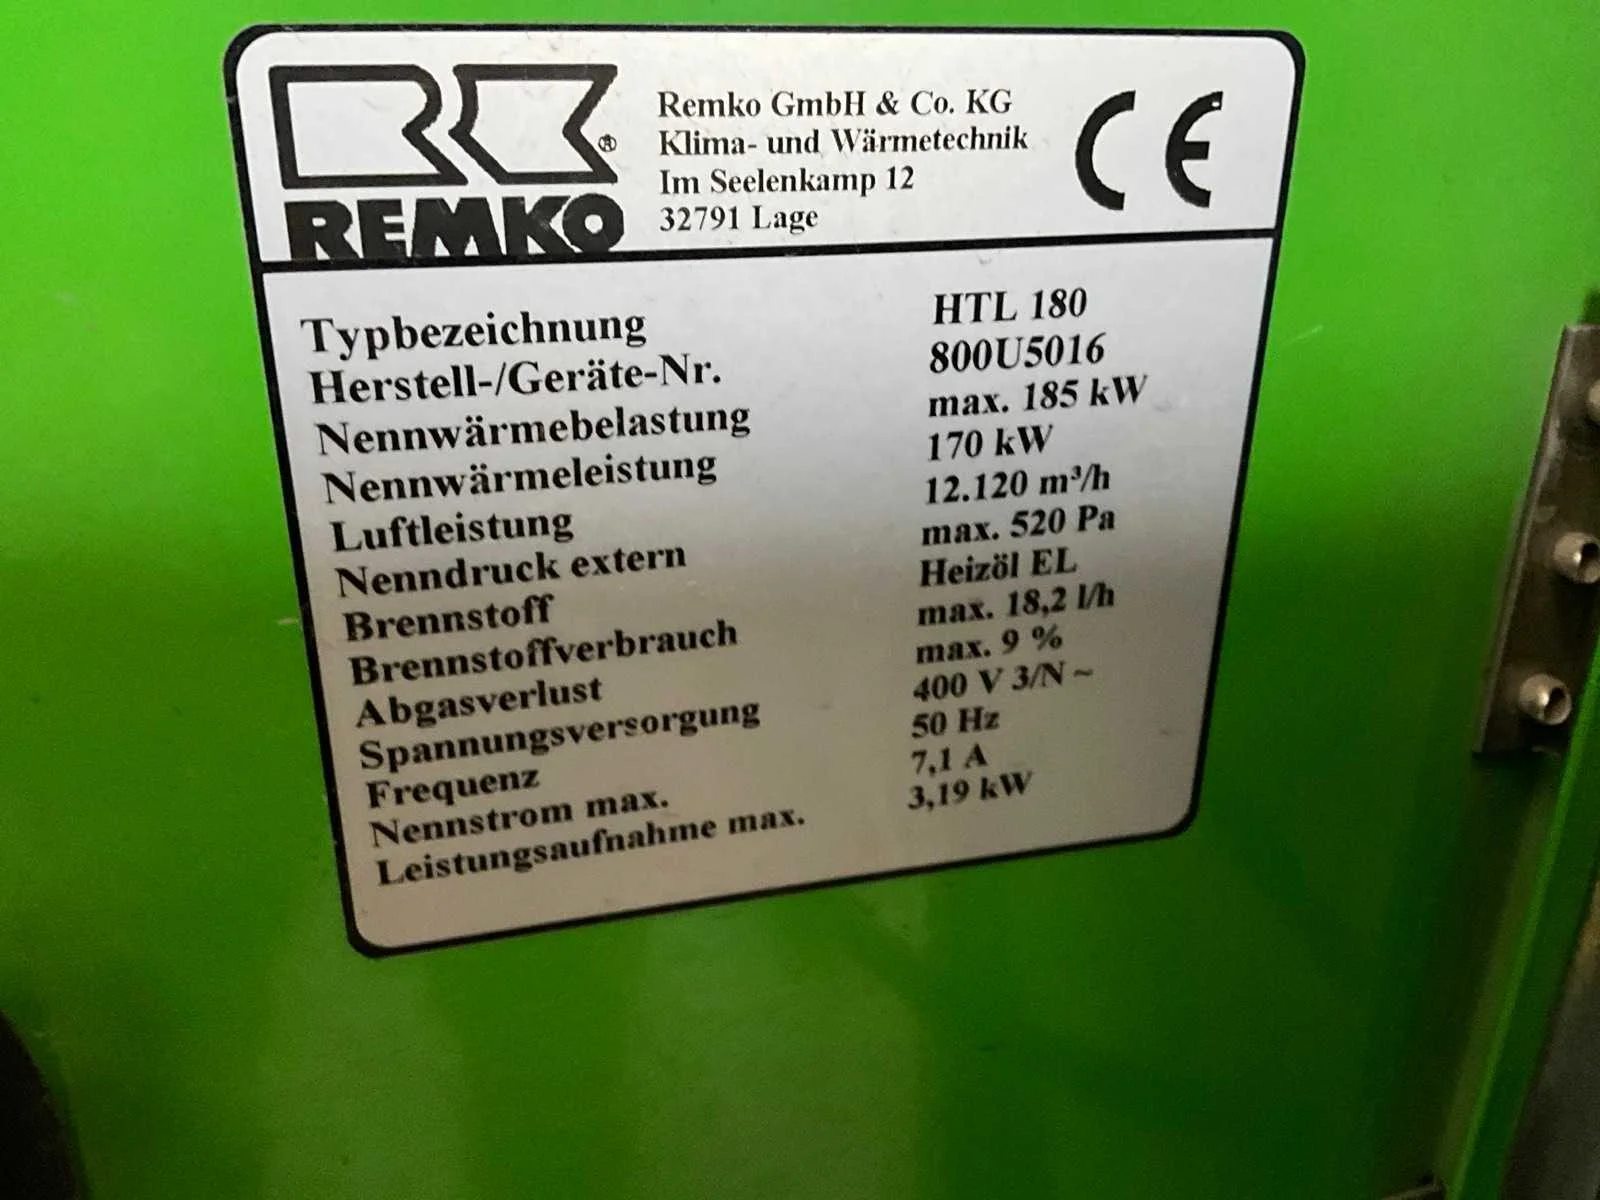 REMKO ®
Remko GmbH & Co. KG
Klima- und Wärmetechnik
Im Seelenkamp 12
32791 Lage
CE
Typbezeichnung HTL 180
Herstell-/Geräte-Nr. 800U5016
Nennwärmebelastung max. 185 kW
Nennwärmeleistung 170 kW
Luftleistung 12.120 m³/h
Nenndruck extern max. 520 Pa
Brennstoff Heizöl EL
Brennstoffverbrauch max. 18,2 l/h
Abgasverlust max. 9 %
Spannungsversorgung 400 V 3/N ~
Frequenz 50 Hz
Nennstrom max. 7,1 A
Leistungsaufnahme max. 3,19 kW